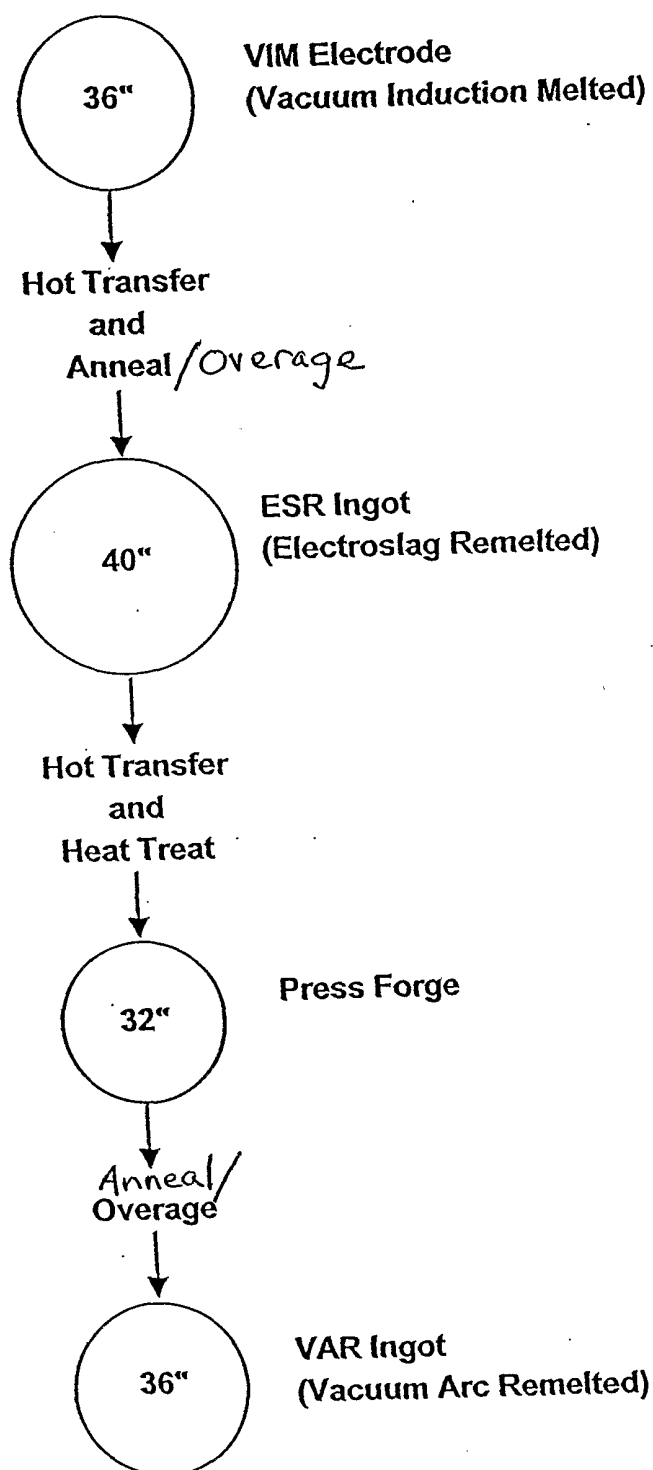 36"
VIM Electrode
(Vacuum Induction Melted)
Hot Transfer
and
Anneal/Overage
40"
ESR Ingot
(Electroslag Remelted)
Hot Transfer
and
Heat Treat
32"
Press Forge
Anneal/
Overage
36"
VAR Ingot
(Vacuum Arc Remelted)